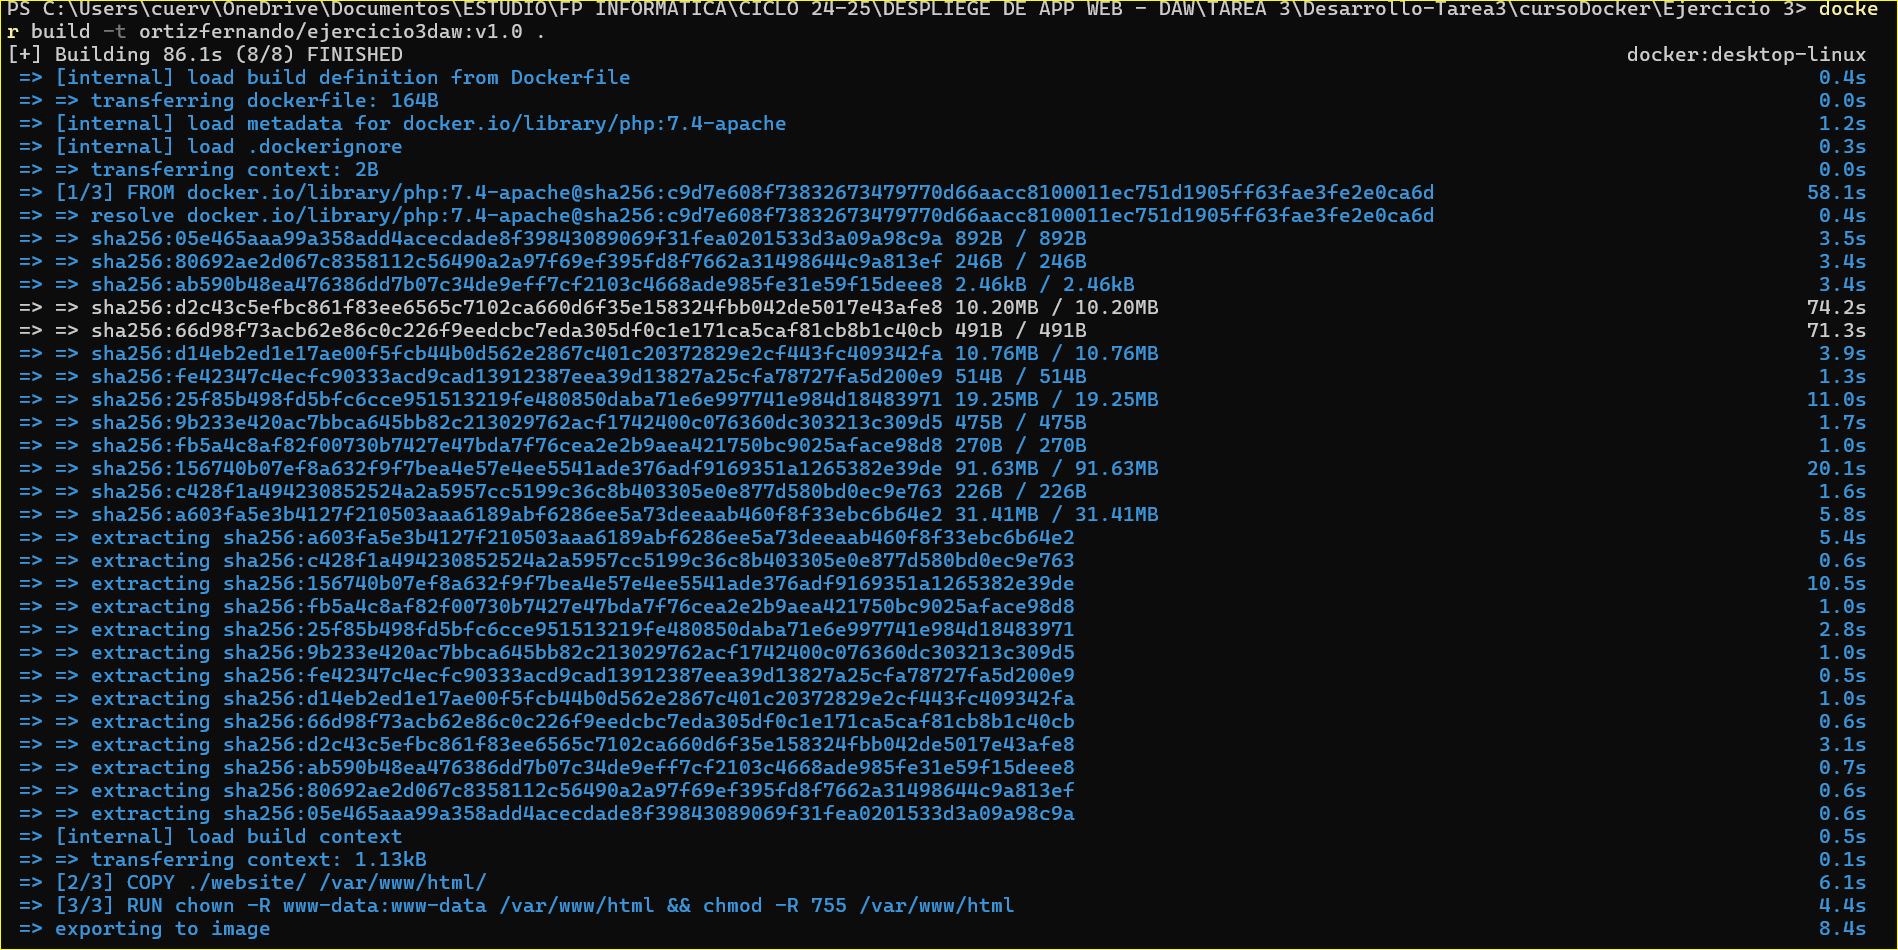 PS C:\Users\cuerv\OneDrive\Documentos\ESTUDIO\FP INFORMATICA\CICLO 24-25\DESPLIEGE DE APP WEB - DAW\TAREA 3\Desarrollo-Tarea3\cursoDocker\Ejercicio 3> docke
r build -t ortizfernando/ejercicio3daw:v1.0 .
[+] Building 86.1s (8/8) FINISHED docker:desktop-linux
=> [internal] load build definition from Dockerfile 0.4s
=> => transferring dockerfile: 164B 0.0s
=> [internal] load metadata for docker.io/library/php:7.4-apache 1.2s
=> [internal] load .dockerignore 0.3s
=> => transferring context: 2B 0.0s
=> [1/3] FROM docker.io/library/php:7.4-apache@sha256:c9d7e608f73832673479770d66aacc8100011ec751d1905ff63fae3fe2e0ca6d 58.1s
=> => resolve docker.io/library/php:7.4-apache@sha256:c9d7e608f73832673479770d66aacc8100011ec751d1905ff63fae3fe2e0ca6d 0.4s
=> => sha256:05e465aaa99a358add4acecdade8f39843089069f31fea0201533d3a09a98c9a 892B / 892B 3.5s
=> => sha256:80692ae2d067c8358112c56490a2a97f69ef395fd8f7662a31498644c9a813ef 246B / 246B 3.4s
=> => sha256:ab590b48ea476386dd7b07c34de9eff7cf2103c4668ade985fe31e59f15deee8 2.46kB / 2.46kB 3.4s
=> => sha256:d2c43c5efbc861f83ee6565c7102ca660d6f35e158324fbb042de5017e43afe8 10.20MB / 10.20MB 74.2s
=> => sha256:66d98f73acb62e86c0c226f9eedcbc7eda305df0c1e171ca5caf81cb8b1c40cb 491B / 491B 71.3s
=> => sha256:d14eb2ed1e17ae00f5fcb44b0d562e2867c401c20372829e2cf443fc409342fa 10.76MB / 10.76MB 3.9s
=> => sha256:fe42347c4ecfc90333acd9cad13912387eea39d13827a25cfa78727fa5d200e9 514B / 514B 1.3s
=> => sha256:25f85b498fd5bfc6cce951513219fe480850daba71e6e997741e984d18483971 19.25MB / 19.25MB 11.0s
=> => sha256:9b233e420ac7bbca645bb82c213029762acf1742400c076360dc303213c309d5 475B / 475B 1.7s
=> => sha256:fb5a4c8af82f00730b7427e47bda7f76cea2e2b9aea421750bc9025aface98d8 270B / 270B 1.0s
=> => sha256:156740b07ef8a632f9f7bea4e57e4ee5541ade376adf9169351a1265382e39de 91.63MB / 91.63MB 20.1s
=> => sha256:c428f1a494230852524a2a5957cc5199c36c8b403305e0e877d580bd0ec9e763 226B / 226B 1.6s
=> => sha256:a603fa5e3b4127f210503aaa6189abf6286ee5a73deeaab460f8f33ebc6b64e2 31.41MB / 31.41MB 5.8s
=> => extracting sha256:a603fa5e3b4127f210503aaa6189abf6286ee5a73deeaab460f8f33ebc6b64e2 5.4s
=> => extracting sha256:c428f1a494230852524a2a5957cc5199c36c8b403305e0e877d580bd0ec9e763 0.6s
=> => extracting sha256:156740b07ef8a632f9f7bea4e57e4ee5541ade376adf9169351a1265382e39de 10.5s
=> => extracting sha256:fb5a4c8af82f00730b7427e47bda7f76cea2e2b9aea421750bc9025aface98d8 1.0s
=> => extracting sha256:25f85b498fd5bfc6cce951513219fe480850daba71e6e997741e984d18483971 2.8s
=> => extracting sha256:9b233e420ac7bbca645bb82c213029762acf1742400c076360dc303213c309d5 1.0s
=> => extracting sha256:fe42347c4ecfc90333acd9cad13912387eea39d13827a25cfa78727fa5d200e9 0.5s
=> => extracting sha256:d14eb2ed1e17ae00f5fcb44b0d562e2867c401c20372829e2cf443fc409342fa 1.0s
=> => extracting sha256:66d98f73acb62e86c0c226f9eedcbc7eda305df0c1e171ca5caf81cb8b1c40cb 0.6s
=> => extracting sha256:d2c43c5efbc861f83ee6565c7102ca660d6f35e158324fbb042de5017e43afe8 3.1s
=> => extracting sha256:ab590b48ea476386dd7b07c34de9eff7cf2103c4668ade985fe31e59f15deee8 0.7s
=> => extracting sha256:80692ae2d067c8358112c56490a2a97f69ef395fd8f7662a31498644c9a813ef 0.6s
=> => extracting sha256:05e465aaa99a358add4acecdade8f39843089069f31fea0201533d3a09a98c9a 0.6s
=> [internal] load build context 0.5s
=> => transferring context: 1.13kB 0.1s
=> [2/3] COPY ./website/ /var/www/html/ 6.1s
=> [3/3] RUN chown -R www-data:www-data /var/www/html && chmod -R 755 /var/www/html 4.4s
=> exporting to image 8.4s